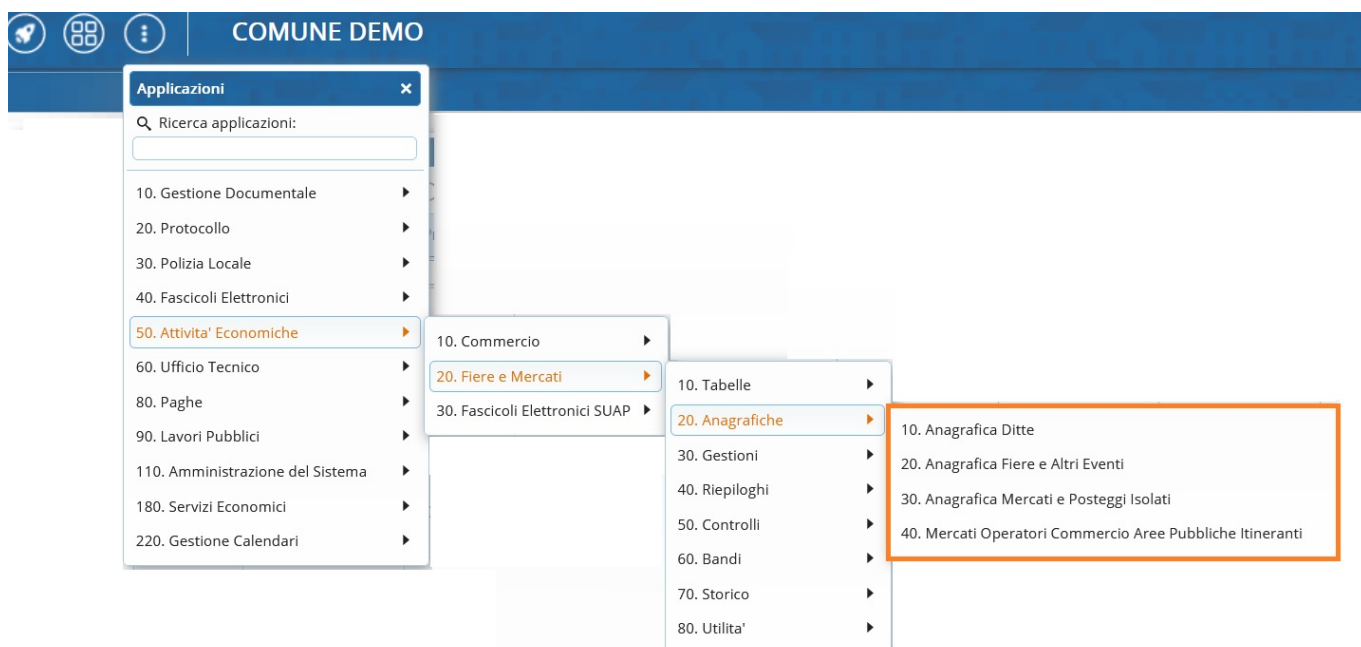 COMUNE DEMO
Applicazioni
Ricerca applicazioni:
10. Gestione Documentale
20. Protocollo
30. Polizia Locale
40. Fascicoli Elettronici
50. Attivita' Economiche
60. Ufficio Tecnico
80. Paghe
90. Lavori Pubblici
110. Amministrazione del Sistema
180. Servizi Economici
220. Gestione Calendari
10. Commercio
20. Fiere e Mercati
30. Fascicoli Elettronici SUAP
10. Tabelle
20. Anagrafiche
30. Gestioni
40. Riepiloghi
50. Controlli
60. Bandi
70. Storico
80. Utilita'
10. Anagrafica Ditte
20. Anagrafica Fiere e Altri Eventi
30. Anagrafica Mercati e Posteggi Isolati
40. Mercati Operatori Commercio Aree Pubbliche Itineranti